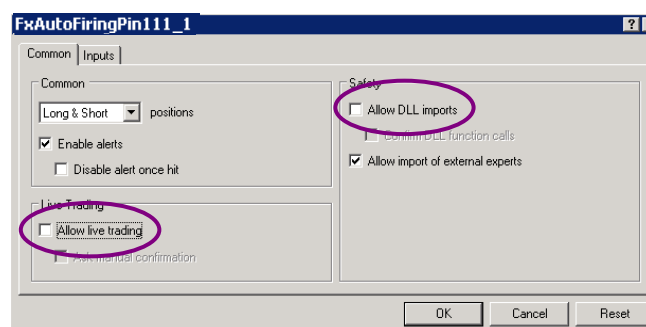 FxAutoFiringPin111_1
?
Common
Inputs
Common
Long & Short
positions
Enable alerts
Disable alert once hit
Live Trading
Allow live trading
Ask manual confirmation
Safety
Allow DLL imports
Confirm DLL function calls
Allow import of external experts
OK
Cancel
Reset